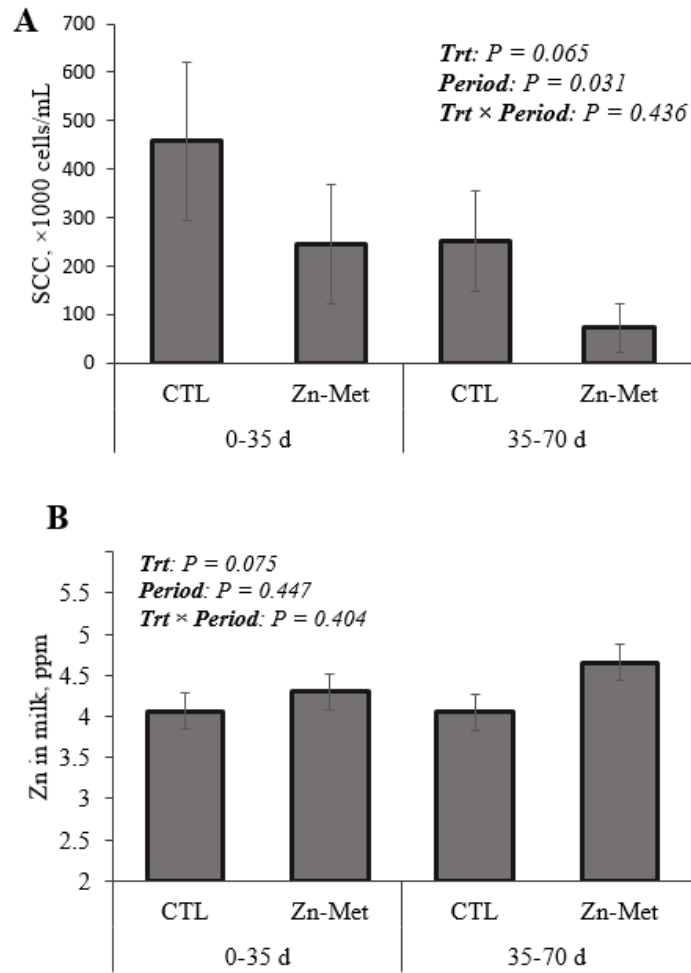 A
700
600
500
400
300
200
100
0
SCC, ×1000 cells/mL
Trt: P = 0.065
Period: P = 0.031
Trt × Period: P = 0.436
CTL Zn-Met CTL Zn-Met
0-35 d 35-70 d
B
5.5
5
4.5
4
3.5
3
2.5
2
Zn in milk, ppm
Trt: P = 0.075
Period: P = 0.447
Trt × Period: P = 0.404
CTL Zn-Met CTL Zn-Met
0-35 d 35-70 d